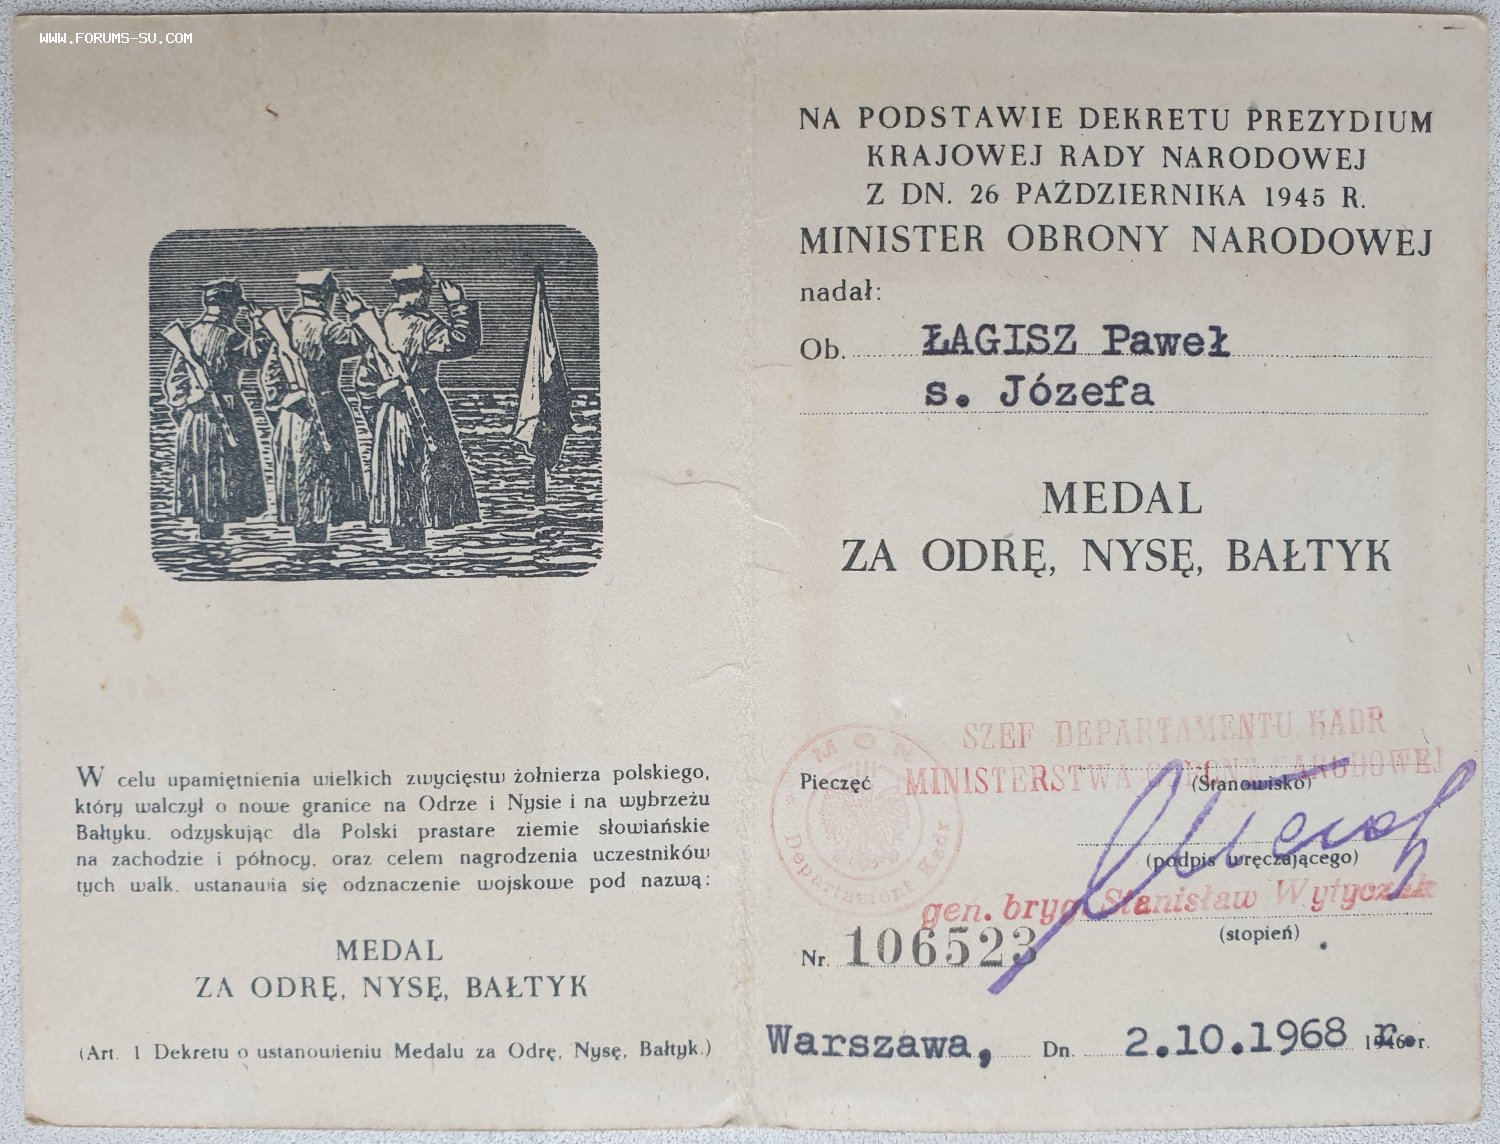 WWW.FORUMS-SU.COM
W celu upamiętnienia wielkich zwycięstw żołnierza polskiego,
który walczył o nowe granice na Odrze i Nysie i na wybrzeżu
Bałtyku. odzyskując dla Polski prastare ziemie słowiańskie
na zachodzie i północy. oraz celem nagrodzenia uczestników
tych walk. ustanawia się odznaczenie wojskowe pod nazwą:
MEDAL
ZA ODRĘ, NYSĘ, BAŁTYK
(Art. 1 Dekretu o ustanowieniu Medalu za Odrę, Nysę, Bałtyk.)
NA PODSTAWIE DEKRETU PREZYDIUM
KRAJOWEJ RADY NARODOWEJ
Z DN. 26 PAŹDZIERNIKA 1945 R.
MINISTER OBRONY NARODOWEJ
nadał:
Ob. ŁAGISZ Paweł
s. Józefa
MEDAL
ZA ODRĘ, NYSĘ, BAŁTYK
SZEF DEPARTAMENTU KADR
MINISTERSTWA OBRONY NARODOWEJ
Pieczęć
(Stanowisko)
MON
Departament Kadr
(podpis wręczającego)
gen. bryg. Stanisław Wytyczak
(stopień)
Nr. 106523
Warszawa, Dn. 2.10.1968 r. 1946 r.